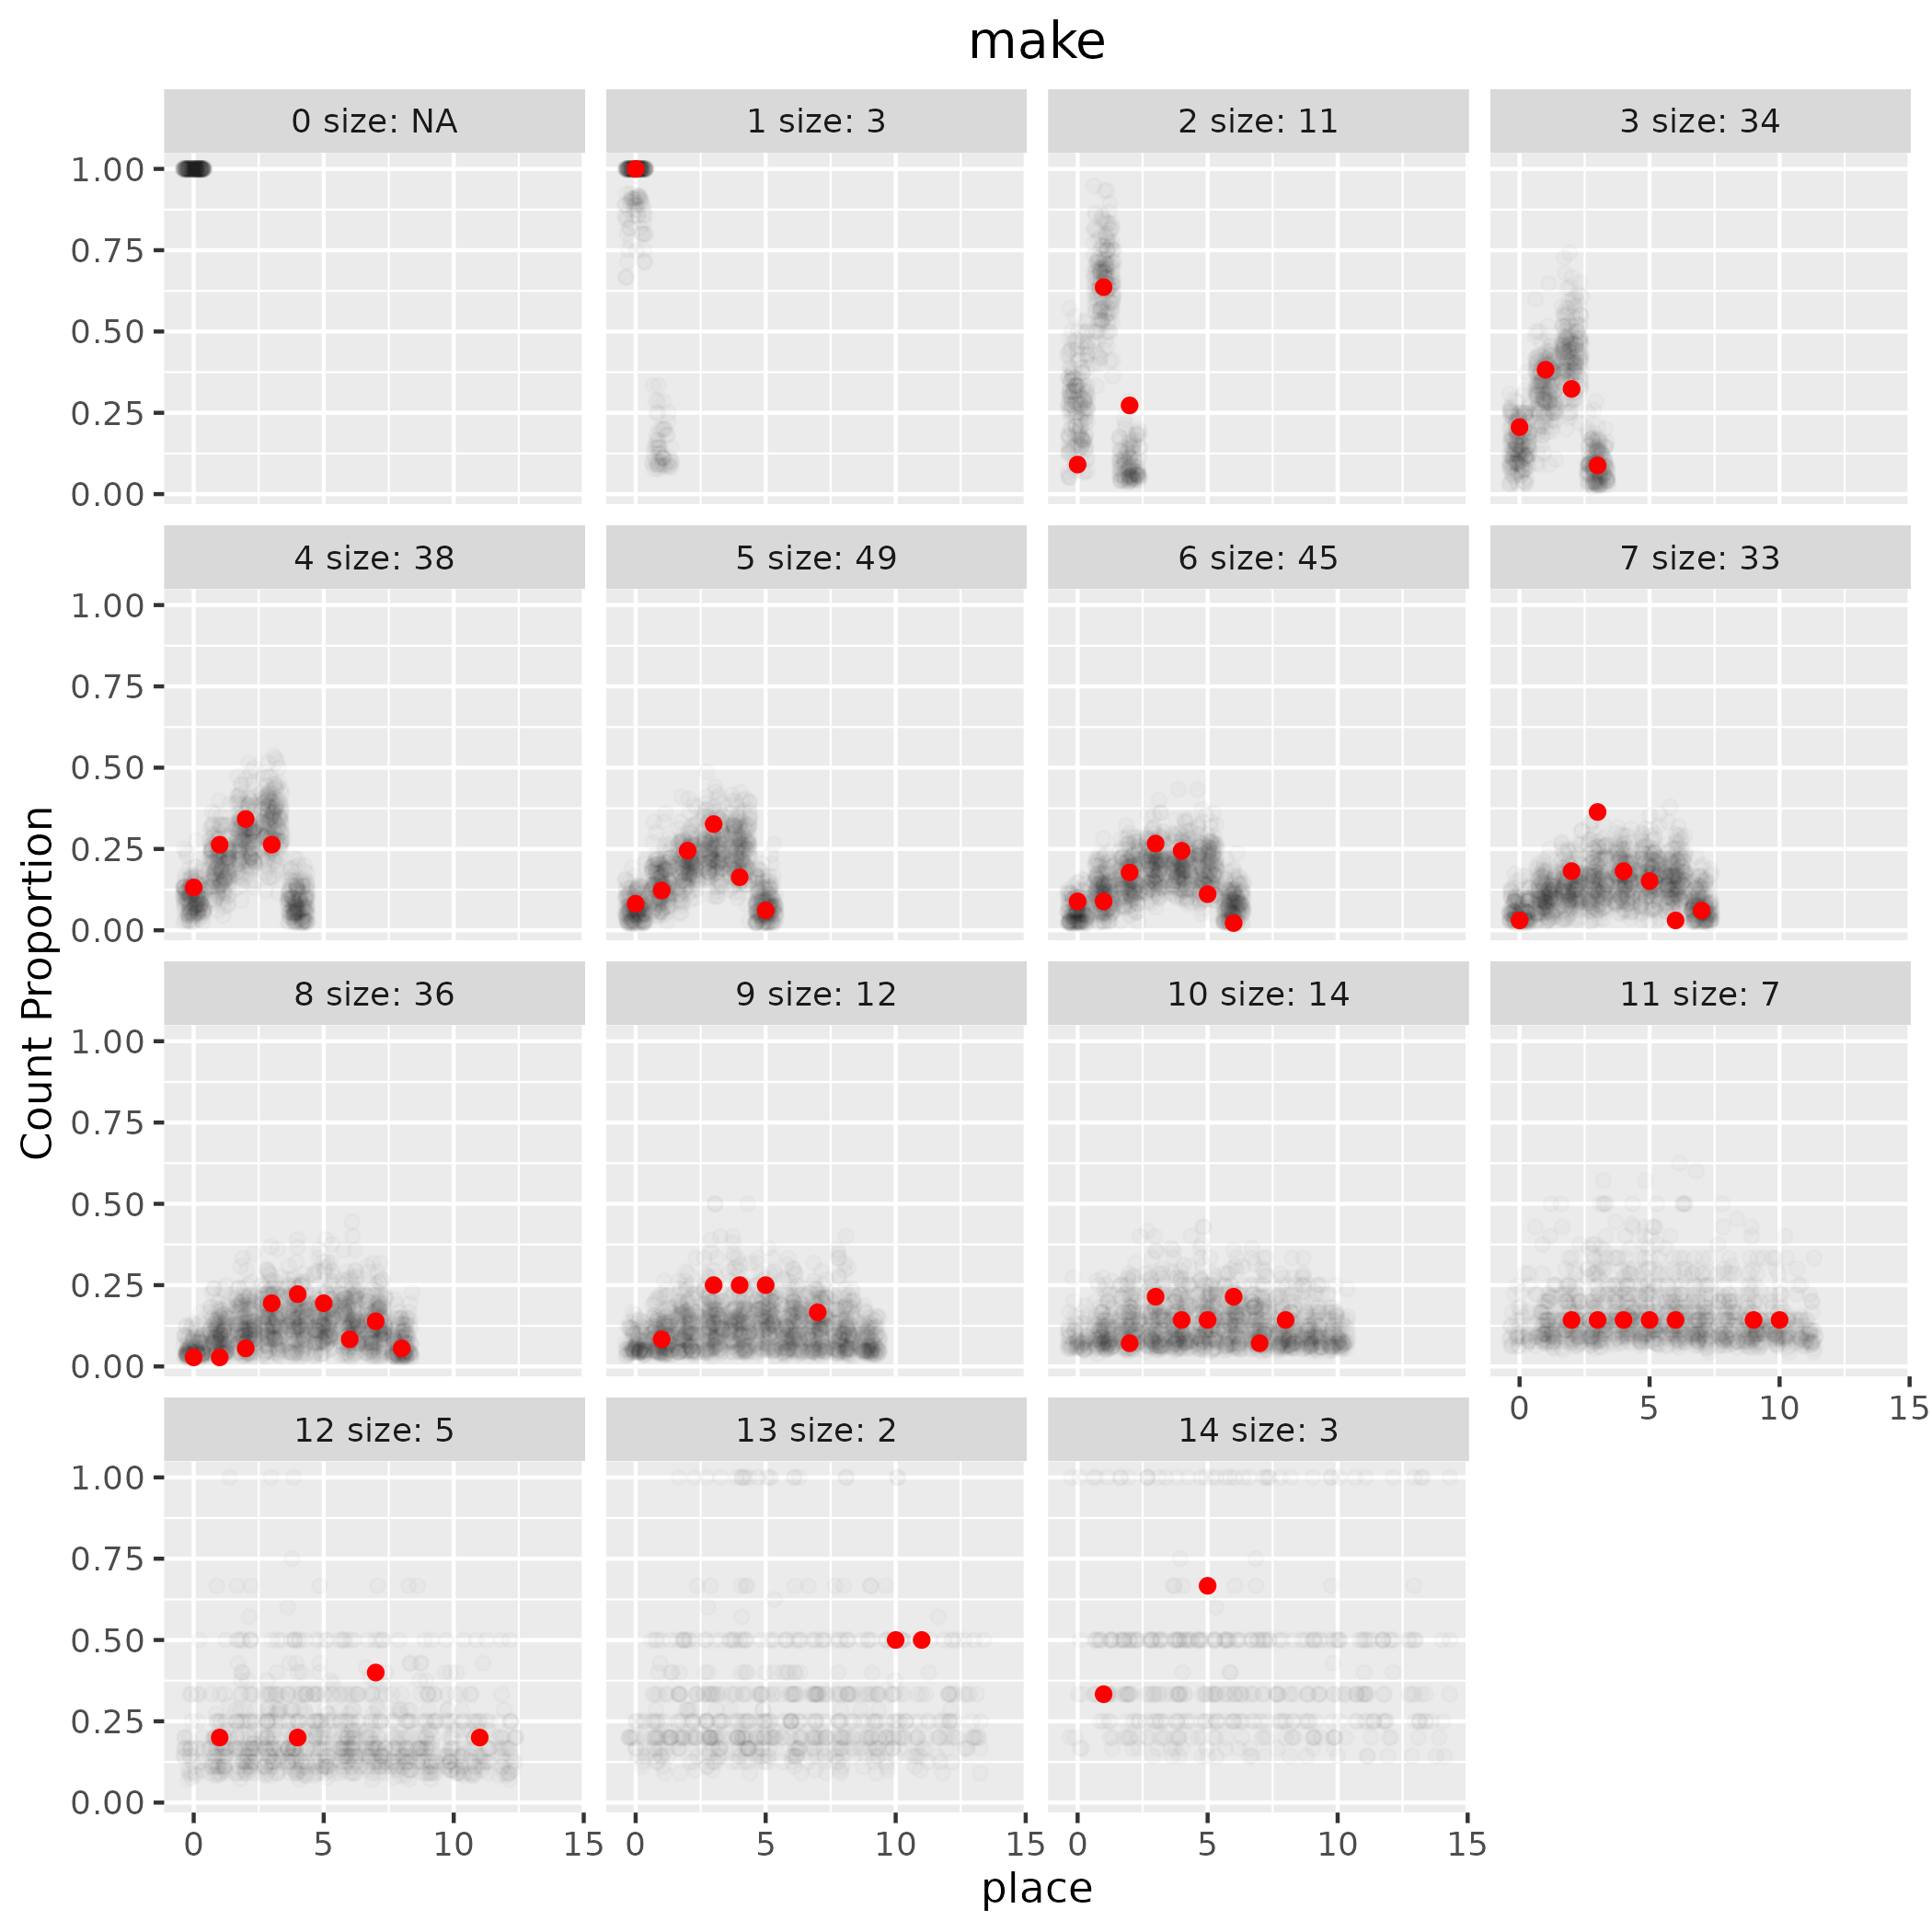 make
0 size: NA
1 size: 3
2 size: 11
3 size: 34
1.00
0.75
0.50
0.25
0.00
4 size: 38
5 size: 49
6 size: 45
7 size: 33
1.00
0.75
0.50
0.25
0.00
Count Proportion
8 size: 36
9 size: 12
10 size: 14
11 size: 7
1.00
0.75
0.50
0.25
0.00
0 5 10 15
12 size: 5
13 size: 2
14 size: 3
1.00
0.75
0.50
0.25
0.00
0 5 10 15
0 5 10 15
0 5 10 15
place